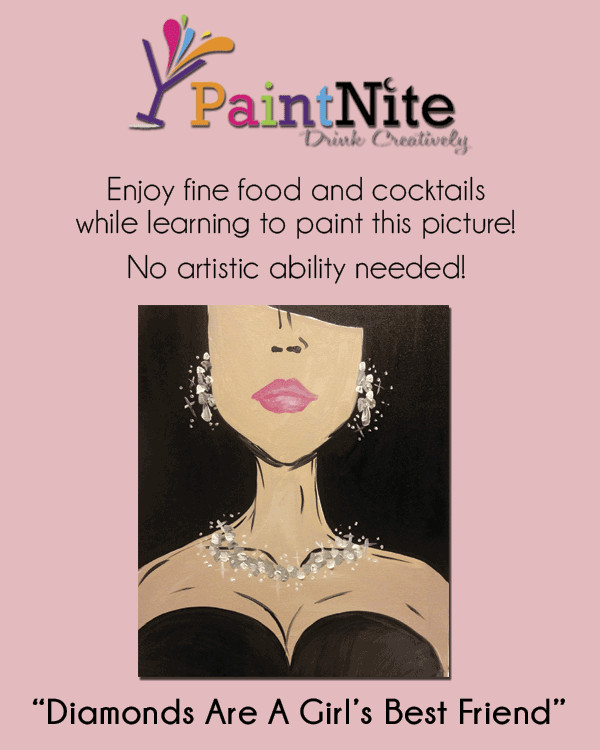 PaintNite
Drink Creatively
Enjoy fine food and cocktails
while learning to paint this picture!
No artistic ability needed!
“Diamonds Are A Girl’s Best Friend”